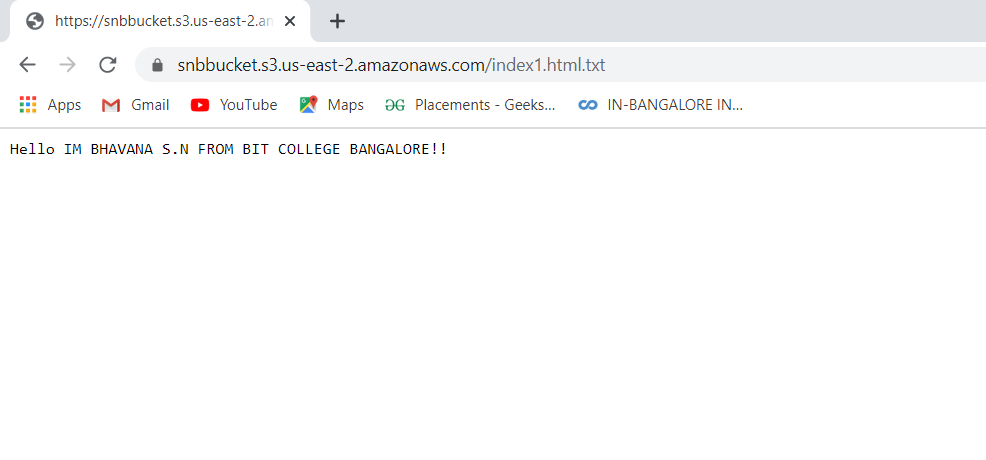 https://snbbucket.s3.us-east-2.an
snbbucket.s3.us-east-2.amazonaws.com/index1.html.txt
Apps Gmail YouTube Maps Placements - Geeks... IN-BANGALORE IN...
Hello IM BHAVANA S.N FROM BIT COLLEGE BANGALORE!!